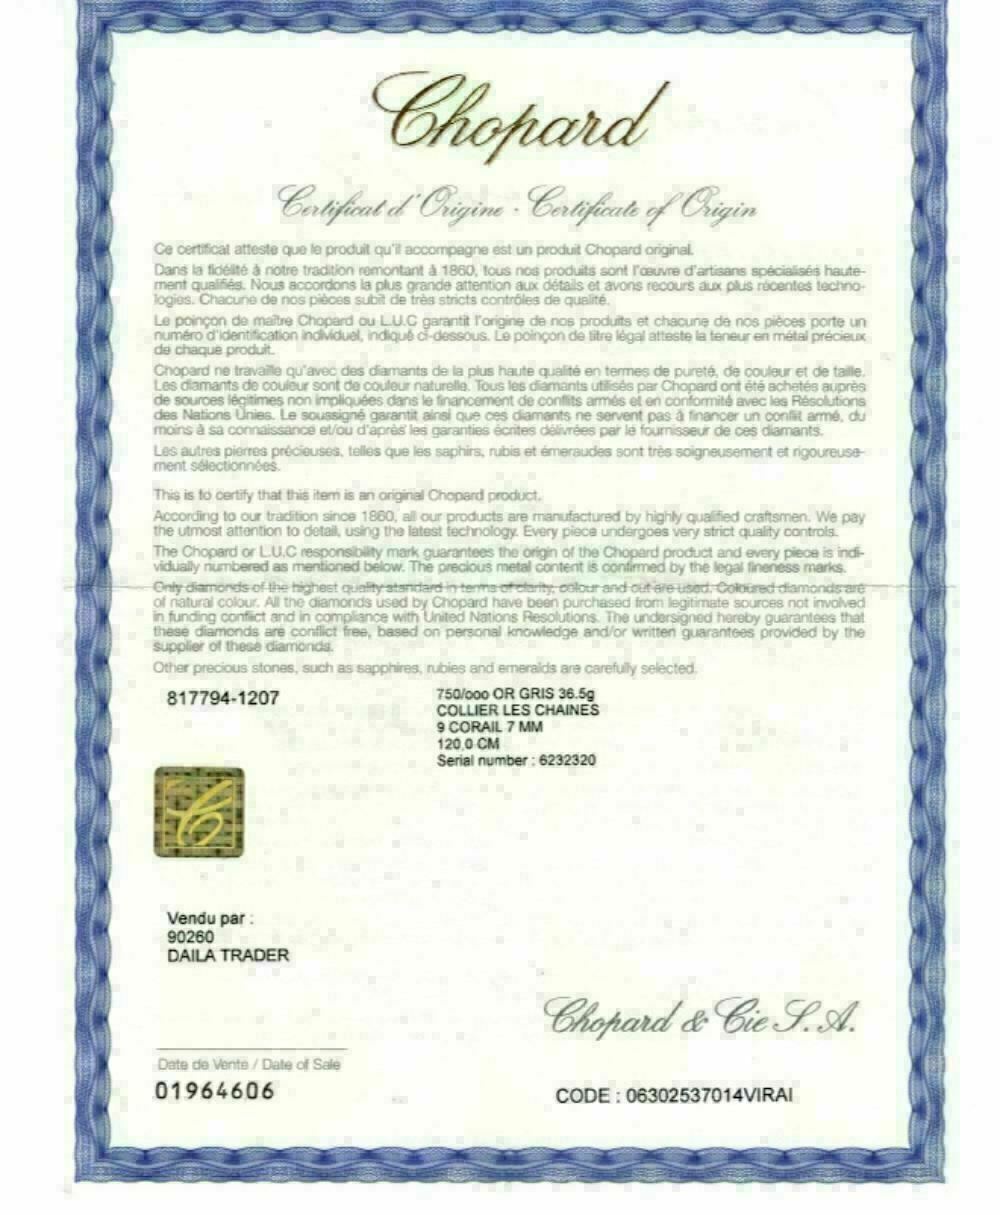 Chopard
Certificat d'Origine - Certificate of Origin
Ce certificat atteste que le produit qu'il accompagne est un produit Chopard original.
Dans la fidélité à notre tradition remontant à 1860, tous nos produits sont l'œuvre d'artisans spécialisés haute-
ment qualifiés. Nous accordons la plus grande attention aux détails et avons recours aux plus récentes techno-
logies. Chacune de nos pièces subit de très stricts contrôles de qualité.
Le poinçon de maître Chopard ou L.U.C garantit l'origine de nos produits et chacune de nos pièces porte un
numéro d'identification individuel, indiqué ci-dessous. Le poinçon de titre légal atteste la teneur en métal précieux
de chaque produit.
Chopard ne travaille qu'avec des diamants de la plus haute qualité en termes de pureté, de couleur et de taille.
Les diamants de couleur sont de couleur naturelle. Tous les diamants utilisés par Chopard ont été achetés auprès
de sources légitimes non impliquées dans le financement de conflits armés et en conformité avec les Résolutions
des Nations Unies. Le soussigné garantit ainsi que ces diamants ne servent pas à financer un conflit armé, du
moins à sa connaissance et/ou d'après les garanties écrites délivrées par le fournisseur de ces diamants.
Les autres pierres précieuses, telles que les saphirs, rubis et émeraudes sont très soigneusement et rigoureuse-
ment sélectionnées.
This is to certify that this item is an original Chopard product.
According to our tradition since 1860, all our products are manufactured by highly qualified craftsmen. We pay
the utmost attention to detail, using the latest technology. Every piece undergoes very strict quality controls.
The Chopard or L.U.C responsibility mark guarantees the origin of the Chopard product and every piece is indi-
vidually numbered as mentioned below. The precious metal content is confirmed by the legal fineness marks.
Only diamonds of the highest quality standard in terms of clarity, colour and cut are used. Coloured diamonds are
of natural colour. All the diamonds used by Chopard have been purchased from legitimate sources not involved
in funding conflict and in compliance with United Nations Resolutions. The undersigned hereby guarantees that
these diamonds are conflict free, based on personal knowledge and/or written guarantees provided by the
supplier of these diamonds.
Other precious stones, such as sapphires, rubies and emeralds are carefully selected.
817794-1207
750/ooo OR GRIS 36.5g
COLLIER LES CHAINES
9 CORAIL 7 MM
120,0 CM
Serial number : 6232320
Vendu par :
90260
DAILA TRADER
Chopard & Cie S.A.
Date de Vente / Date of Sale
01964606
CODE : 06302537014VIRAI